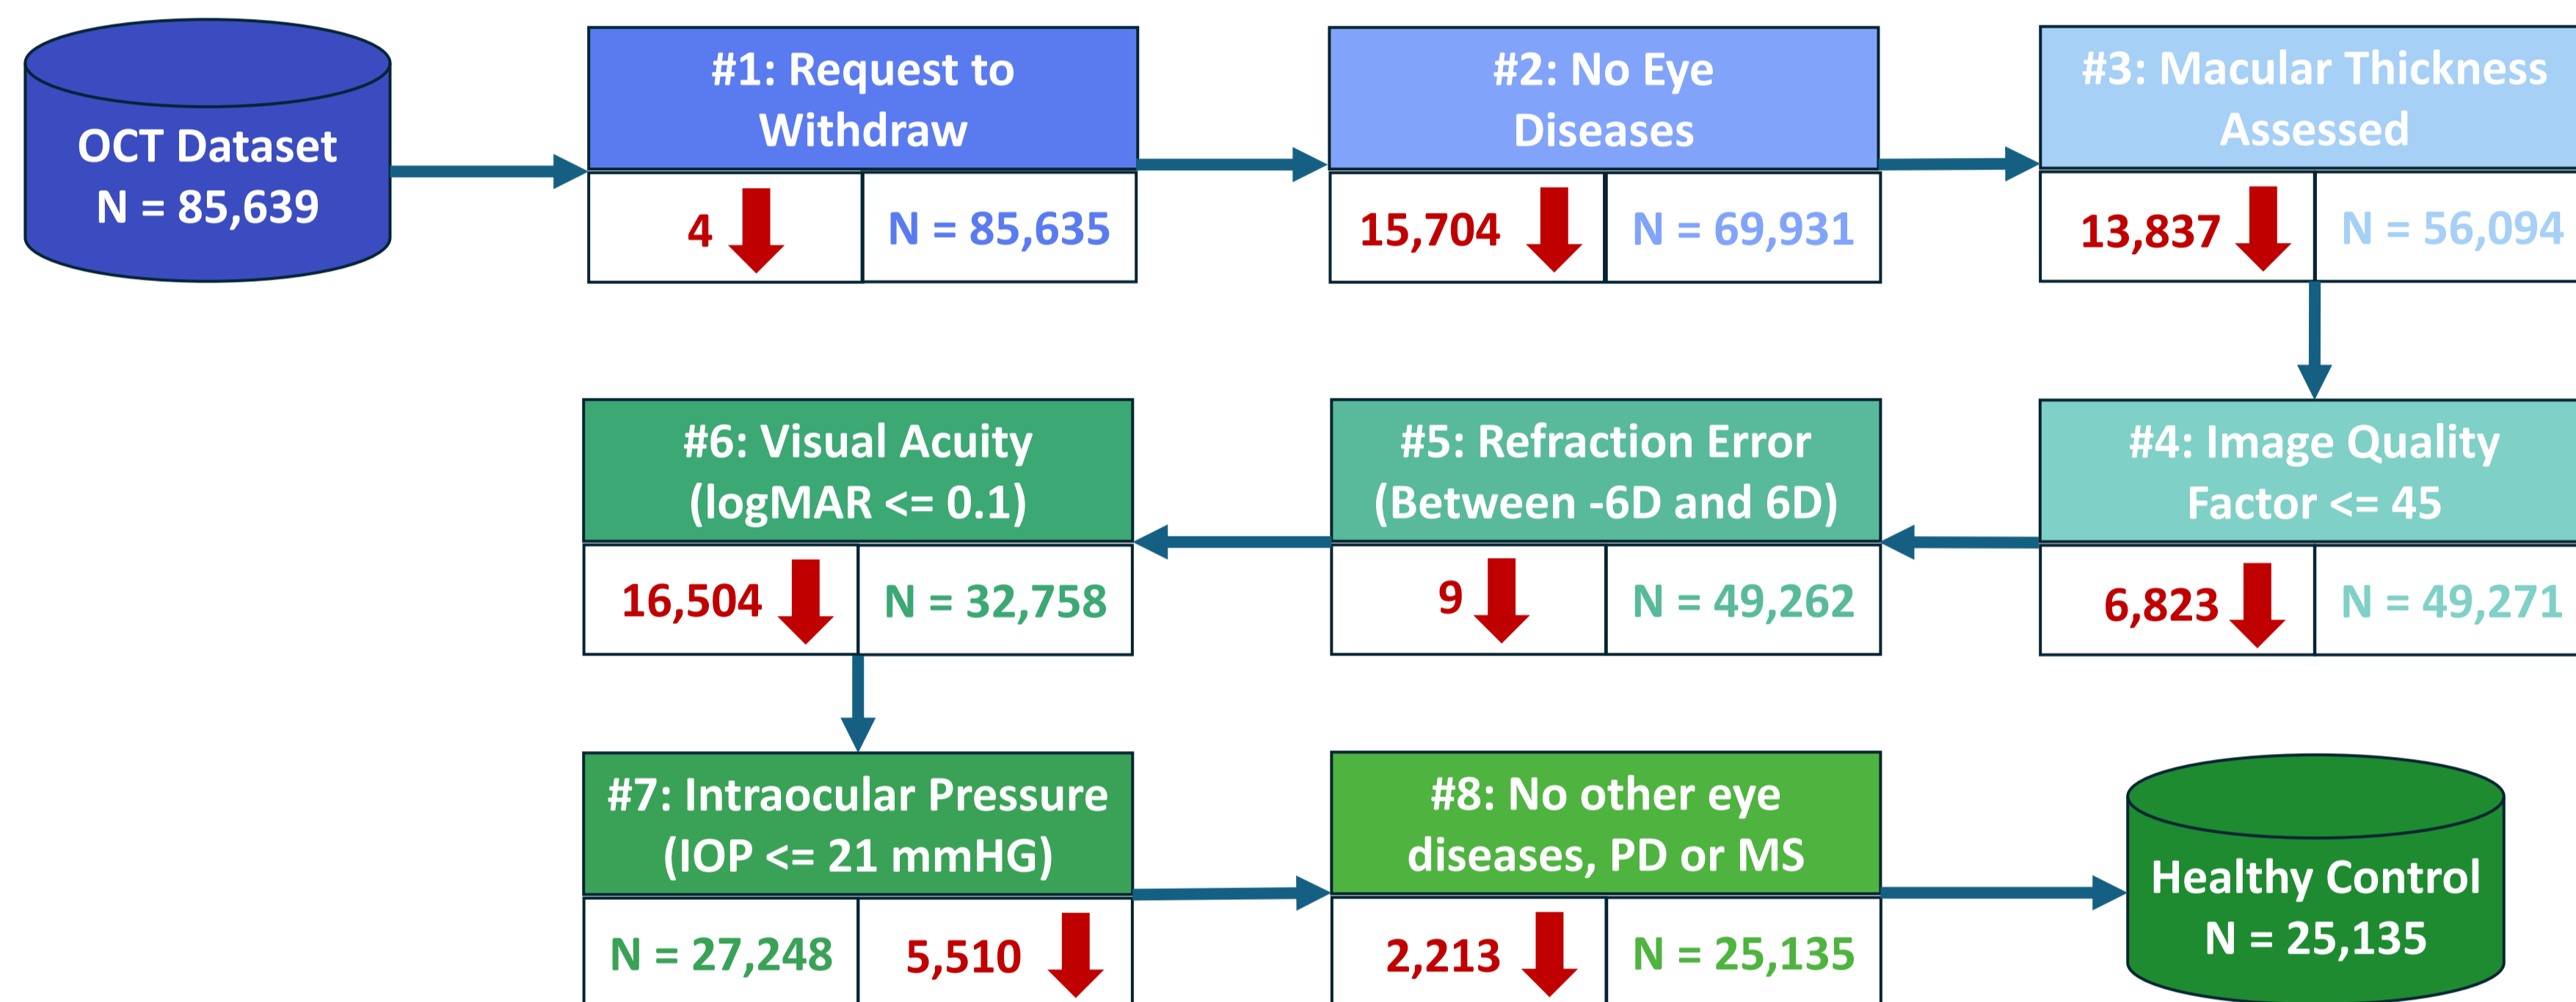 OCT Dataset
N = 85,639
#1: Request to
Withdraw
4
N = 85,635
#2: No Eye
Diseases
15,704
N = 69,931
#3: Macular Thickness
Assessed
13,837
N = 56,094
#4: Image Quality
Factor <= 45
6,823
N = 49,271
#5: Refraction Error
(Between -6D and 6D)
9
N = 49,262
#6: Visual Acuity
(logMAR <= 0.1)
16,504
N = 32,758
#7: Intraocular Pressure
(IOP <= 21 mmHG)
N = 27,248
5,510
#8: No other eye
diseases, PD or MS
2,213
N = 25,135
Healthy Control
N = 25,135